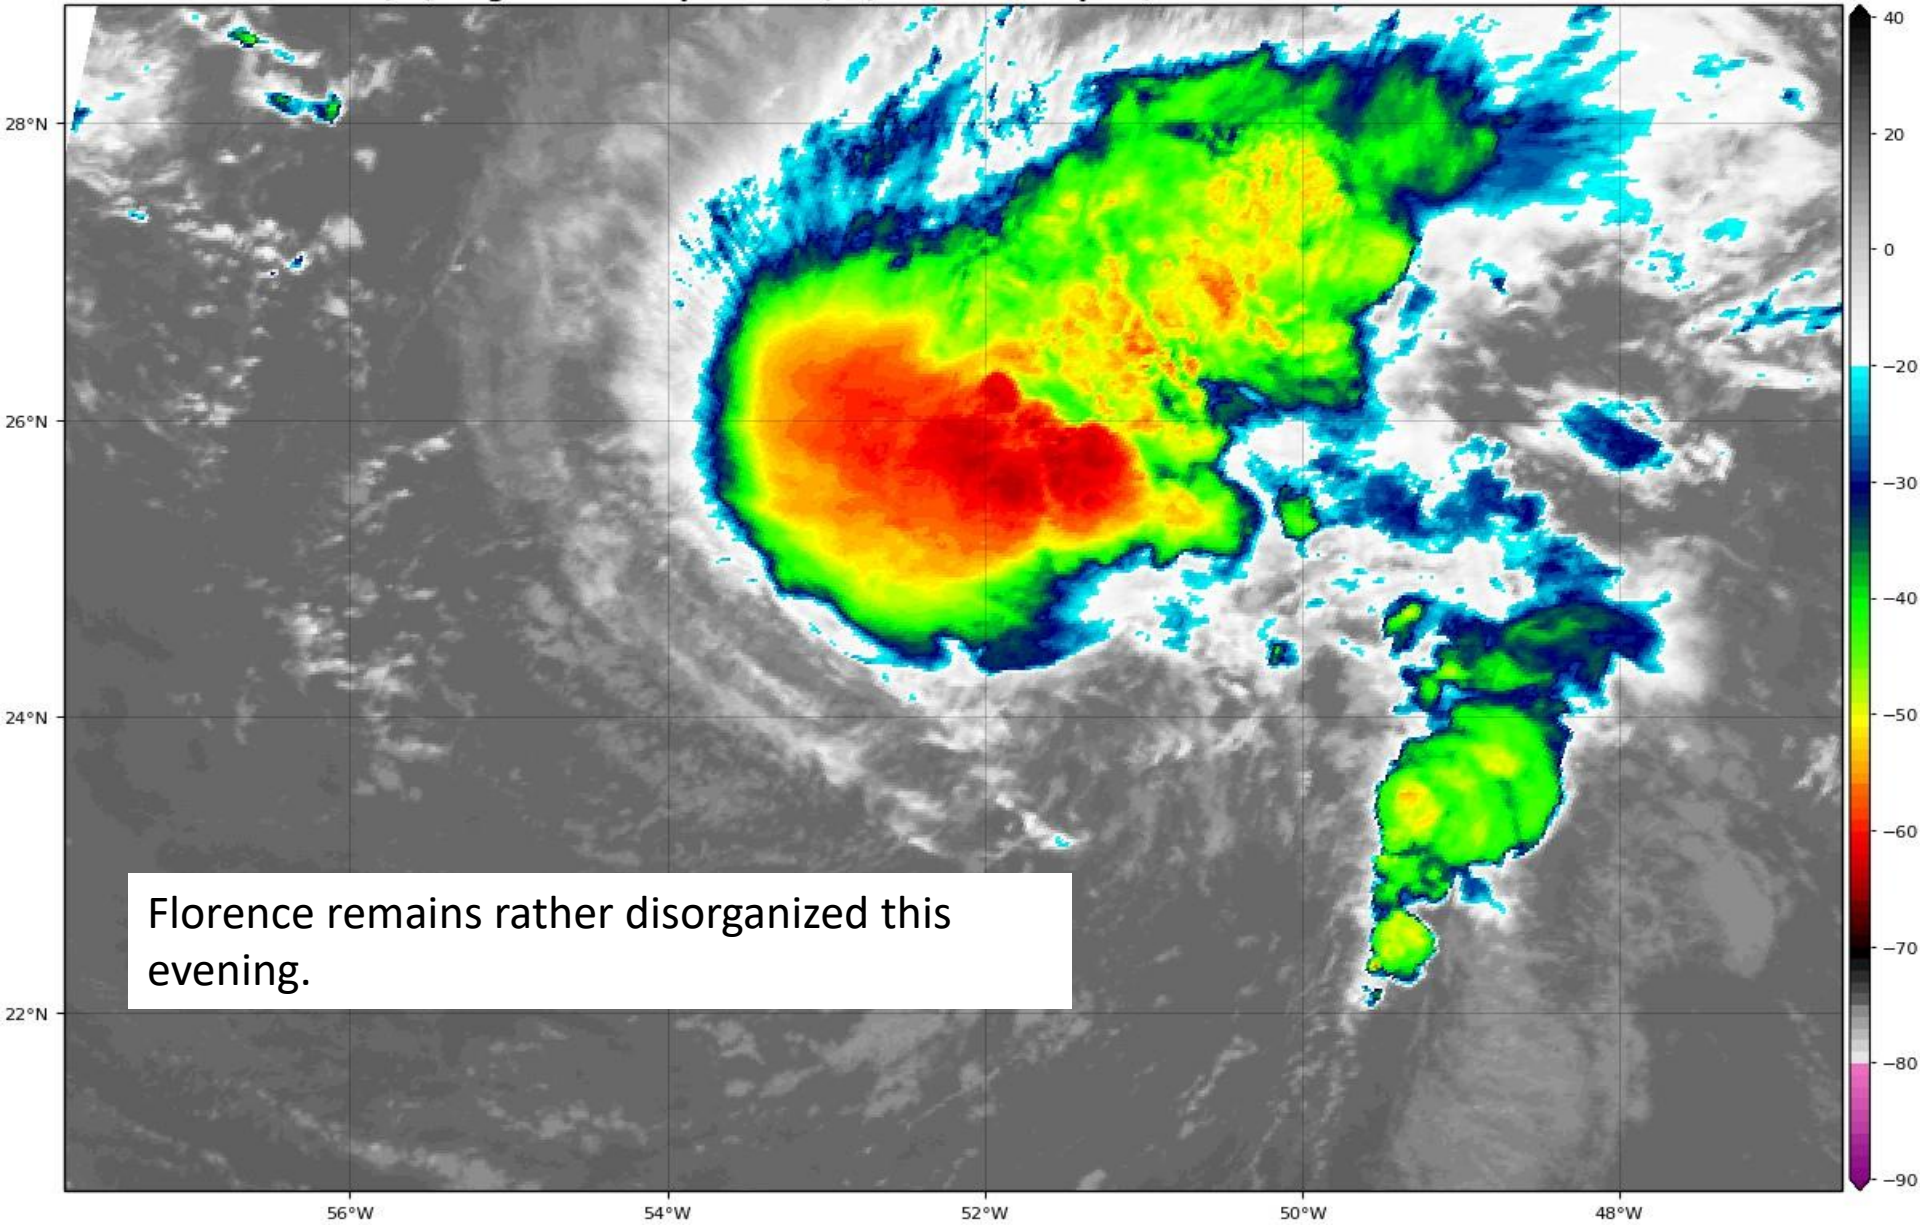 40
28°N
20
0
−20
26°N
−30
−40
24°N
−50
−60
Florence remains rather disorganized this
evening.
−70
22°N
−80
−90
56°W
54°W
52°W
50°W
48°W